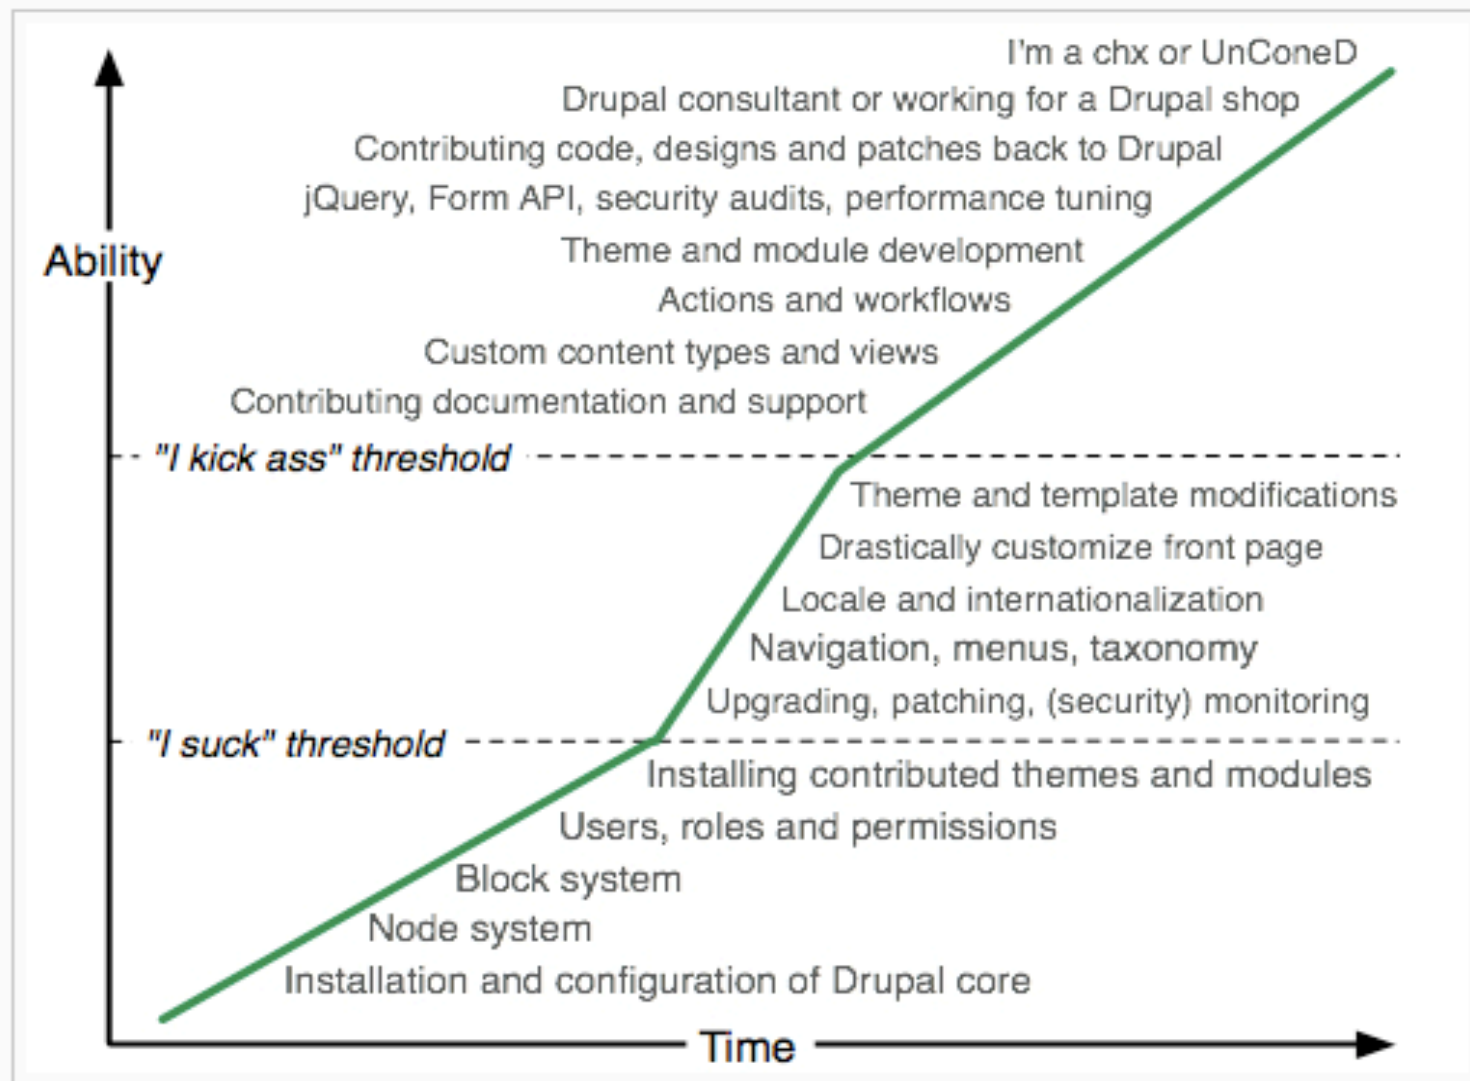 I'm a chx or UnConeD
Drupal consultant or working for a Drupal shop
Contributing code, designs and patches back to Drupal
jQuery, Form API, security audits, performance tuning
Theme and module development
Ability
Actions and workflows
Custom content types and views
Contributing documentation and support
"I kick ass" threshold
Theme and template modifications
Drastically customize front page
Locale and internationalization
Navigation, menus, taxonomy
Upgrading, patching, (security) monitoring
"I suck" threshold
Installing contributed themes and modules
Users, roles and permissions
Block system
Node system
Installation and configuration of Drupal core
Time